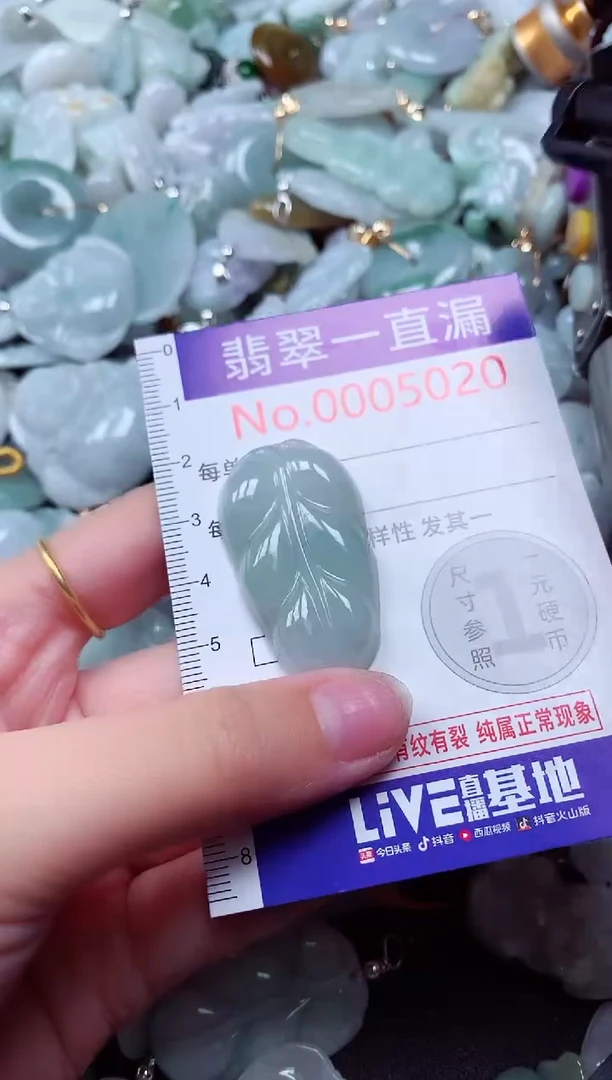 0
翡翠一直漏
1
No.0005020
2
每单
3
每
样性 发其一
4
尺寸参照
1
一元硬币
5
有纹有裂 纯属正常现象
LiVE直播基地
头条 今日头条 抖音 西瓜视频 抖音火山版
8